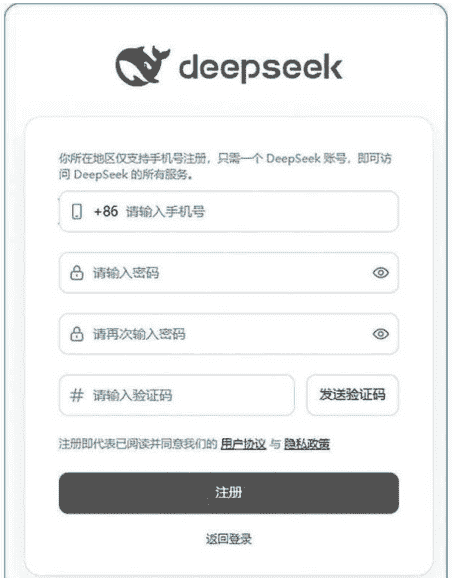 deepseek
你所在地区仅支持手机号注册，只需一个 DeepSeek 账号，即可访
问 DeepSeek 的所有服务。
+86 请输入手机号
请输入密码
请再次输入密码
# 请输入验证码
发送验证码
注册即代表已阅读并同意我们的 用户协议 与 隐私政策
注册
返回登录